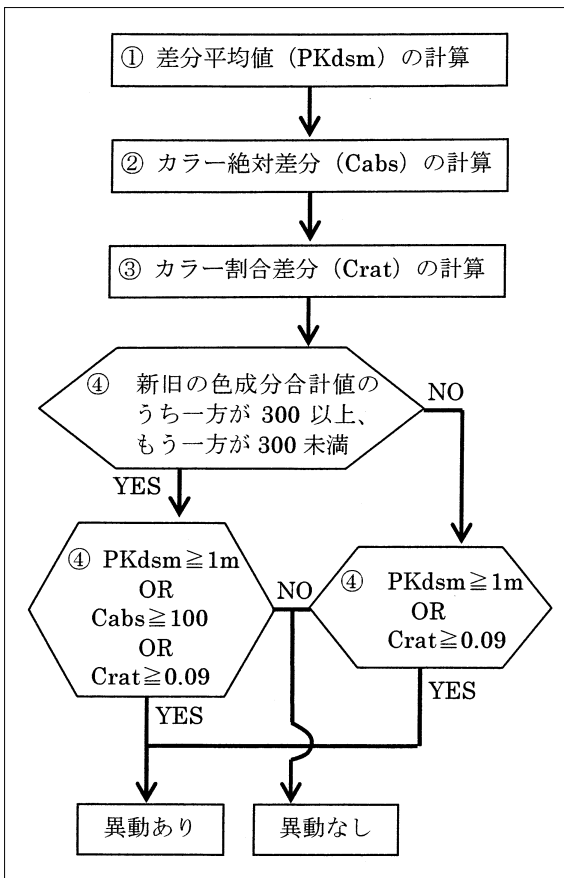 ① 差分平均値（PKdsm）の計算
② カラー絶対差分（Cabs）の計算
③ カラー割合差分（Crat）の計算
④ 新旧の色成分合計値の
うち一方が 300 以上、
もう一方が 300 未満
NO
YES
④ PKdsm≧1m
OR
Cabs≧100
OR
Crat≧0.09
NO
④ PKdsm≧1m
OR
Crat≧0.09
YES
YES
異動あり
異動なし